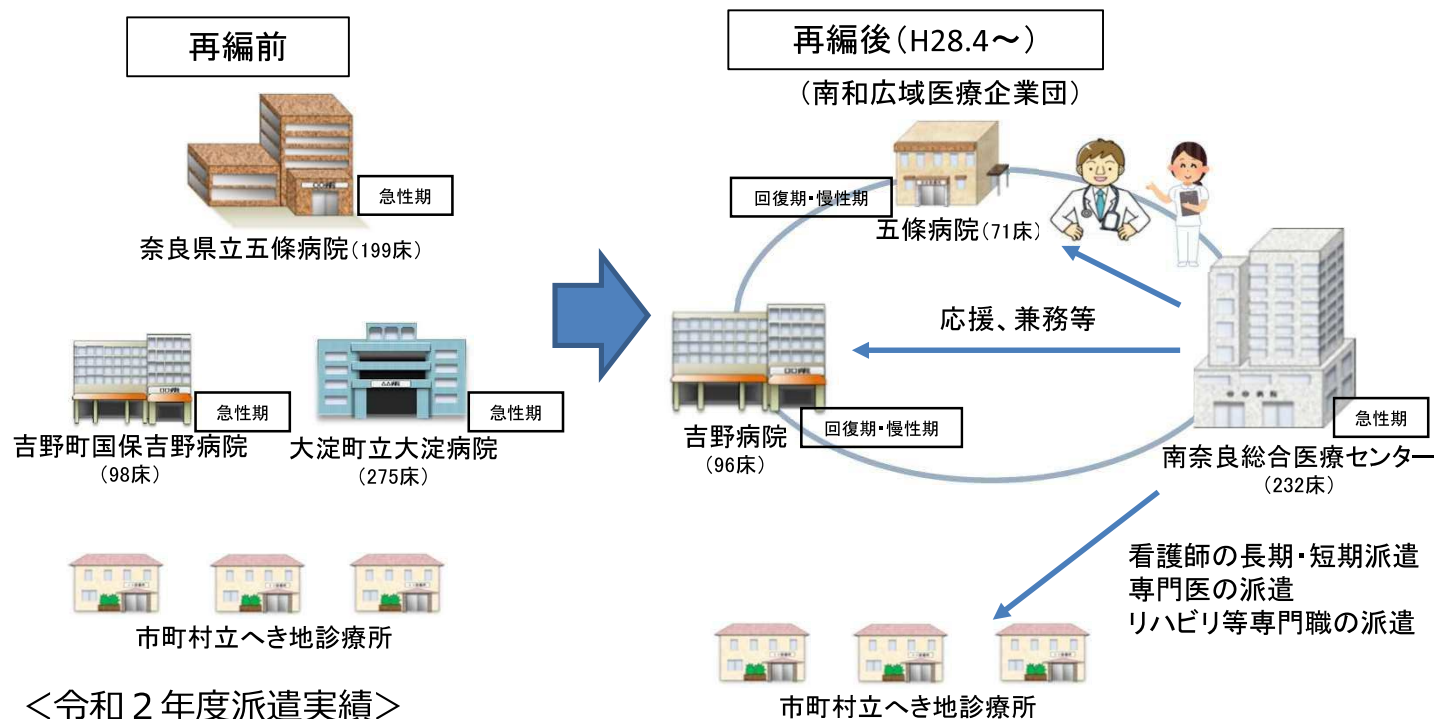 再編前
急性期
奈良県立五條病院(199床)
急性期
吉野町国保吉野病院
(98床)
急性期
大淀町立大淀病院
(275床)
市町村立へき地診療所
<令和2年度派遣実績>
再編後(H28.4～)
(南和広域医療企業団)
回復期・慢性期
五條病院(71床)
応援、兼務等
吉野病院
(96床)
回復期・慢性期
急性期
南奈良総合医療センター
(232床)
看護師の長期・短期派遣
専門医の派遣
リハビリ等専門職の派遣
市町村立へき地診療所